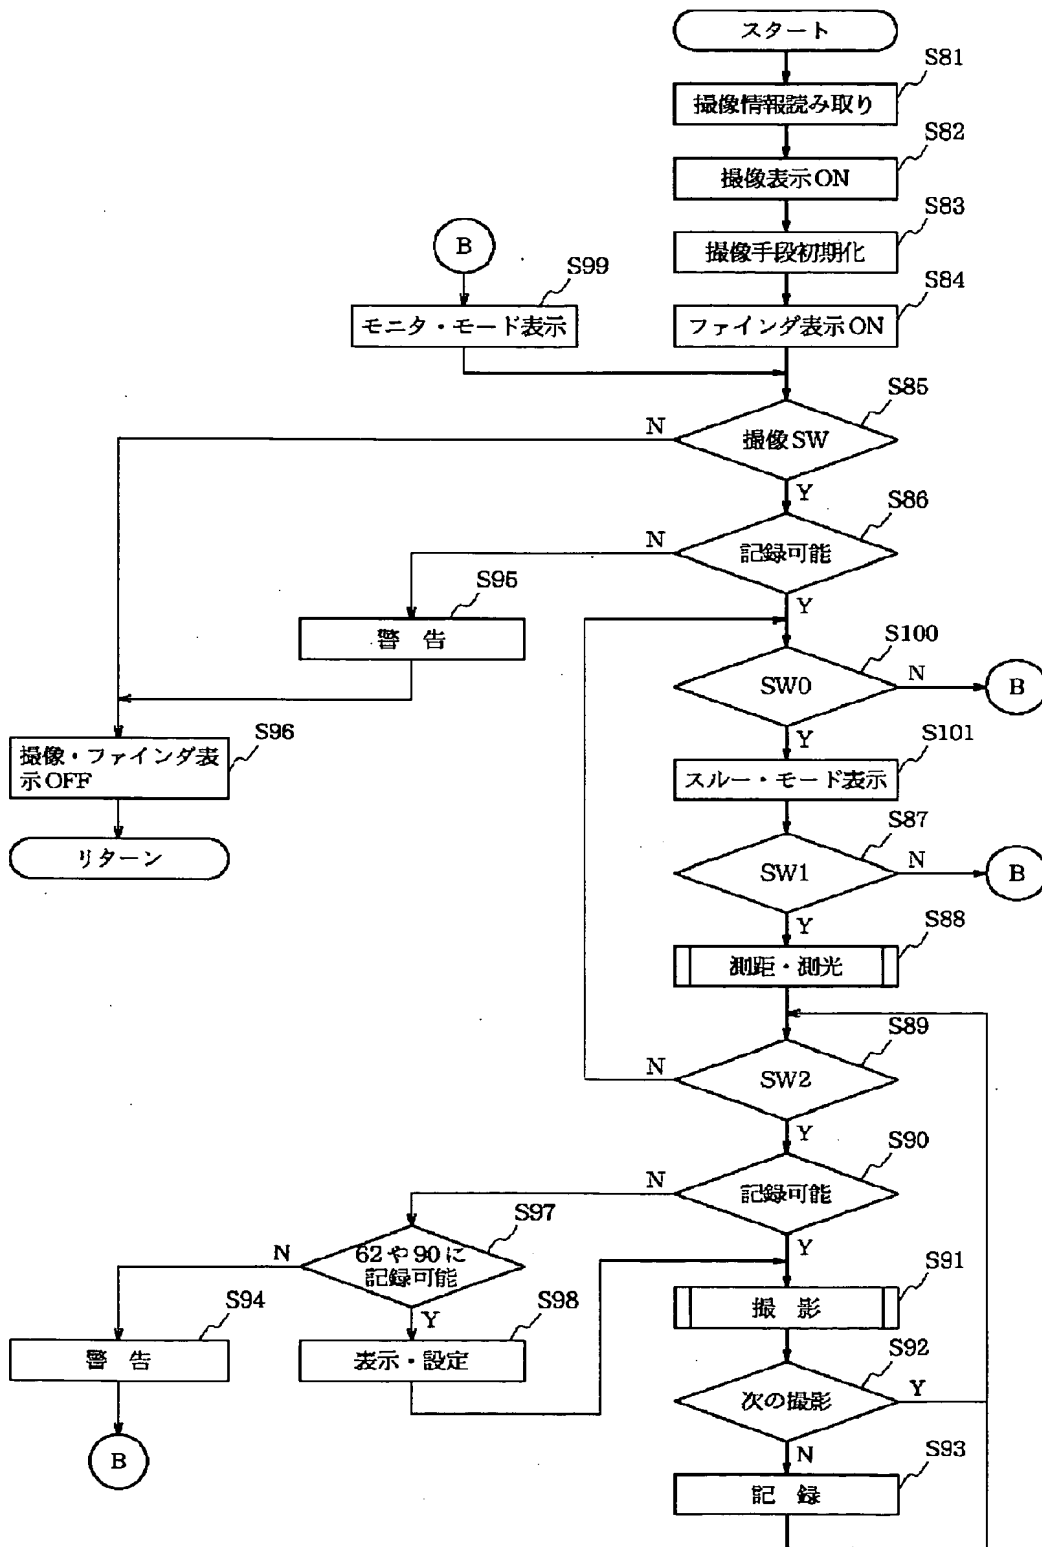 スタート
S81
撮像情報読み取り
S82
撮像表示ON
S83
撮像手段初期化
B
S99
モニタ・モード表示
S84
ファインダ表示ON
S85
撮像SW
N
Y
S86
記録可能
N
Y
S95
警 告
S100
SW0
N
B
Y
S96
撮像・ファインダ表
示OFF
リターン
S101
スルー・モード表示
S87
SW1
N
B
Y
S88
測距・測光
S89
SW2
N
Y
S90
記録可能
N
Y
S97
62や90に
記録可能
N
Y
S91
撮 影
S94
警 告
B
S98
表示・設定
S92
次の撮影
Y
N
S93
記 録